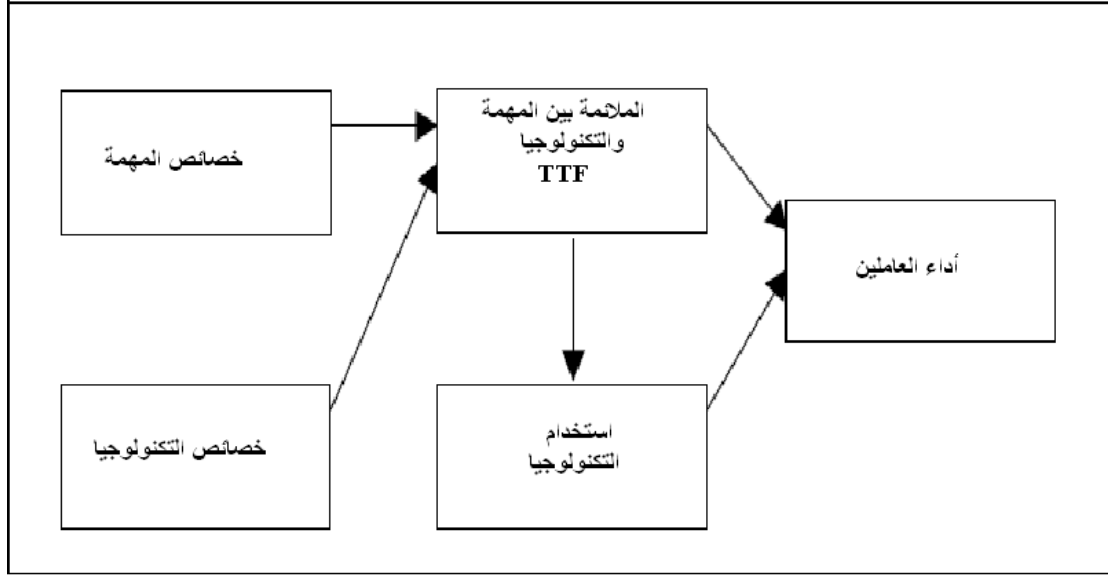 خصائص المهمة
الملائمة بين المهمة
والتكنولوجيا
TTF
أداء العاملين
خصائص التكنولوجيا
استخدام
التكنولوجيا